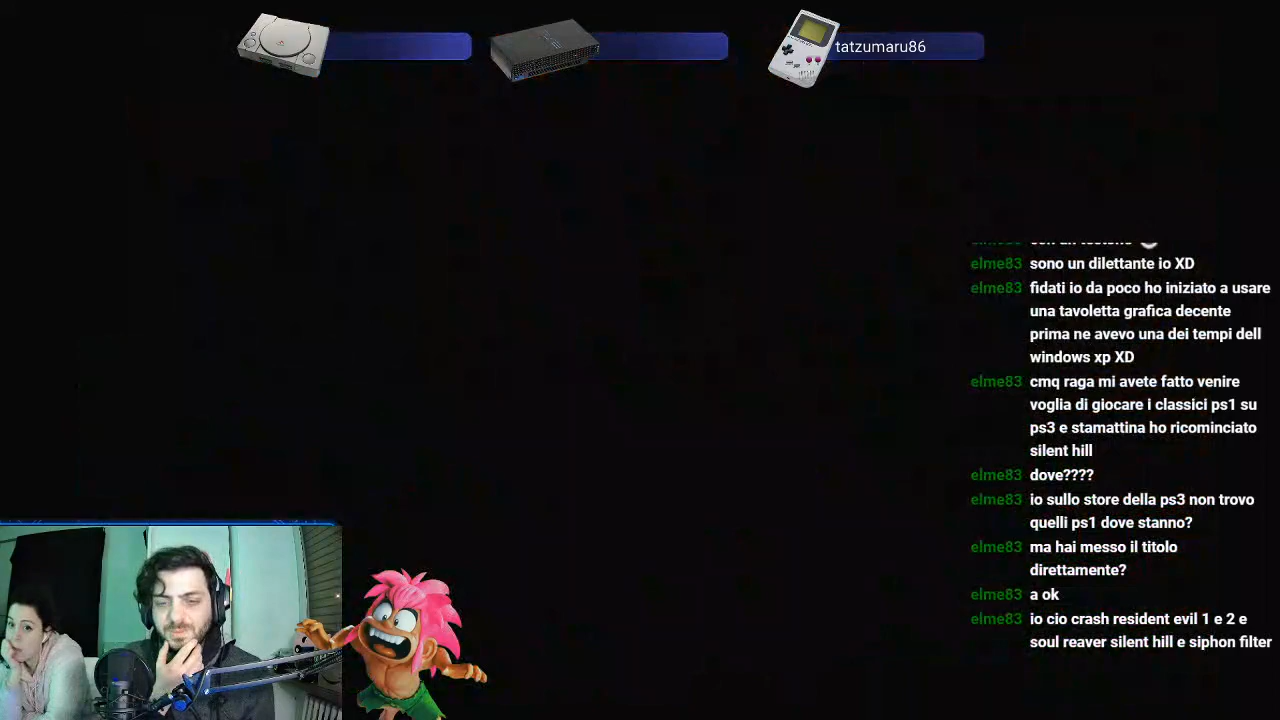 tatzumaru86
elme83 sono un dilettante io XD
elme83 fidati io da poco ho iniziato a usare
una tavoletta grafica decente
prima ne avevo una dei tempi dell
windows xp XD
elme83 cmq raga mi avete fatto venire
voglia di giocare i classici ps1 su
ps3 e stamattina ho ricominciato
silent hill
elme83 dove????
elme83 io sullo store della ps3 non trovo
quelli ps1 dove stanno?
elme83 ma hai messo il titolo
direttamente?
elme83 a ok
elme83 io cio crash resident evil 1 e 2 e
soul reaver silent hill e siphon filter